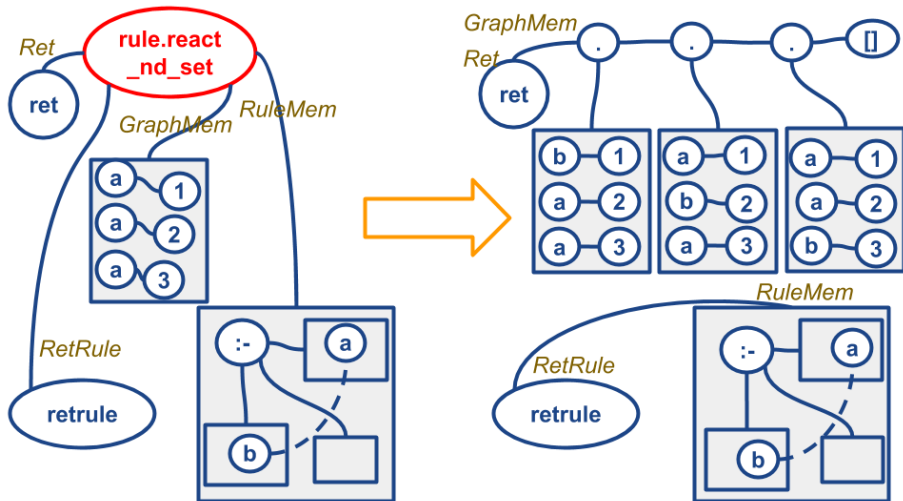 Ret
rule.react
_nd_set
ret
GraphMem
RuleMem
a
1
a
2
a
3
:-
a
RetRule
retrule
b
GraphMem
Ret
.
.
.
[]
ret
b
1
a
1
a
1
a
2
b
2
a
2
a
3
a
3
b
3
RuleMem
:-
a
RetRule
retrule
b